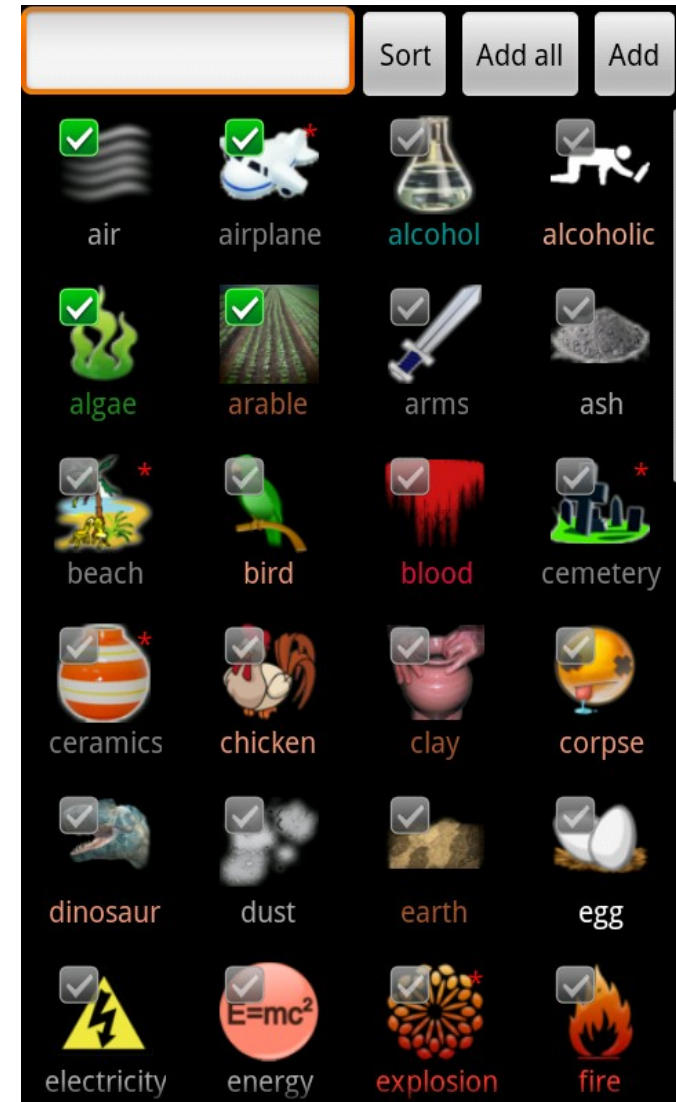 Sort Add all Add
air airplane* alcohol alcoholic
algae arable arms ash
beach* bird blood cemetery*
ceramics* chicken clay corpse
dinosaur dust earth egg
E=mc²
electricity energy explosion* fire